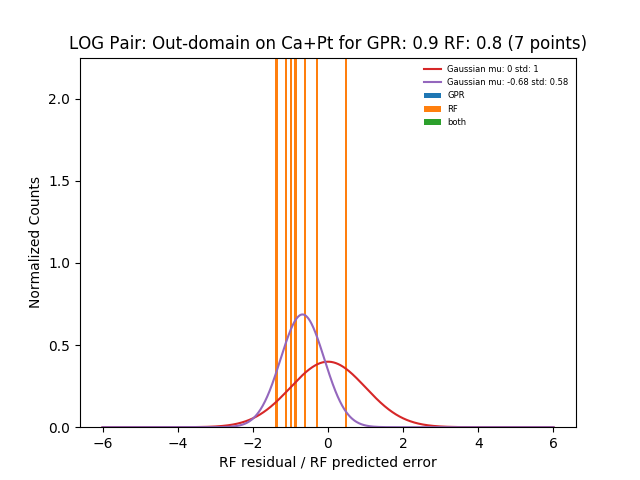 LOG Pair: Out-domain on Ca+Pt for GPR: 0.9 RF: 0.8 (7 points)
Gaussian mu: 0 std: 1
Gaussian mu: -0.68 std: 0.58
GPR
RF
both
Normalized Counts
2.0
1.5
1.0
0.5
0.0
−6 −4 −2 0 2 4 6
RF residual / RF predicted error